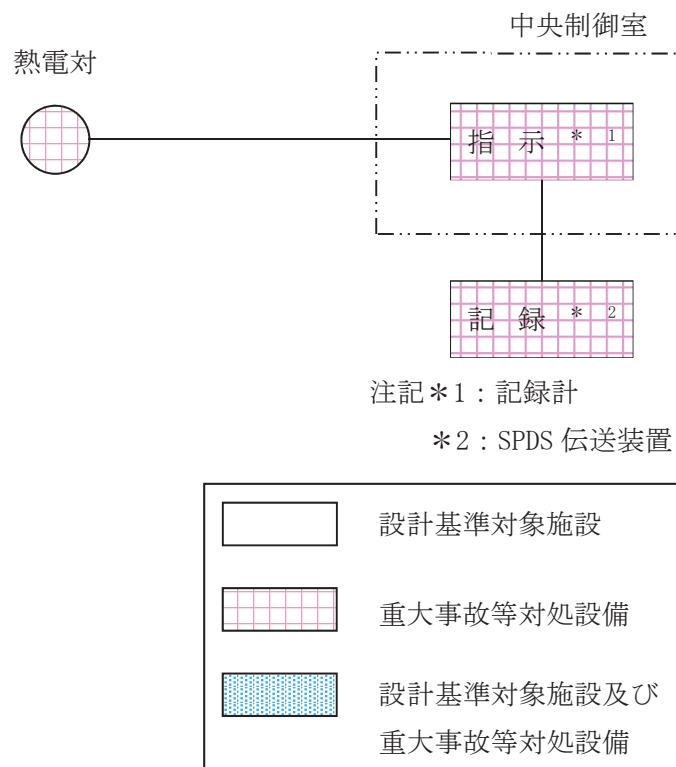 中央制御室
熱電対
指 示 * 1
記 録 * 2
注記*1:記録計
*2:SPDS 伝送装置
設計基準対象施設
重大事故等対処設備
設計基準対象施設及び
重大事故等対処設備